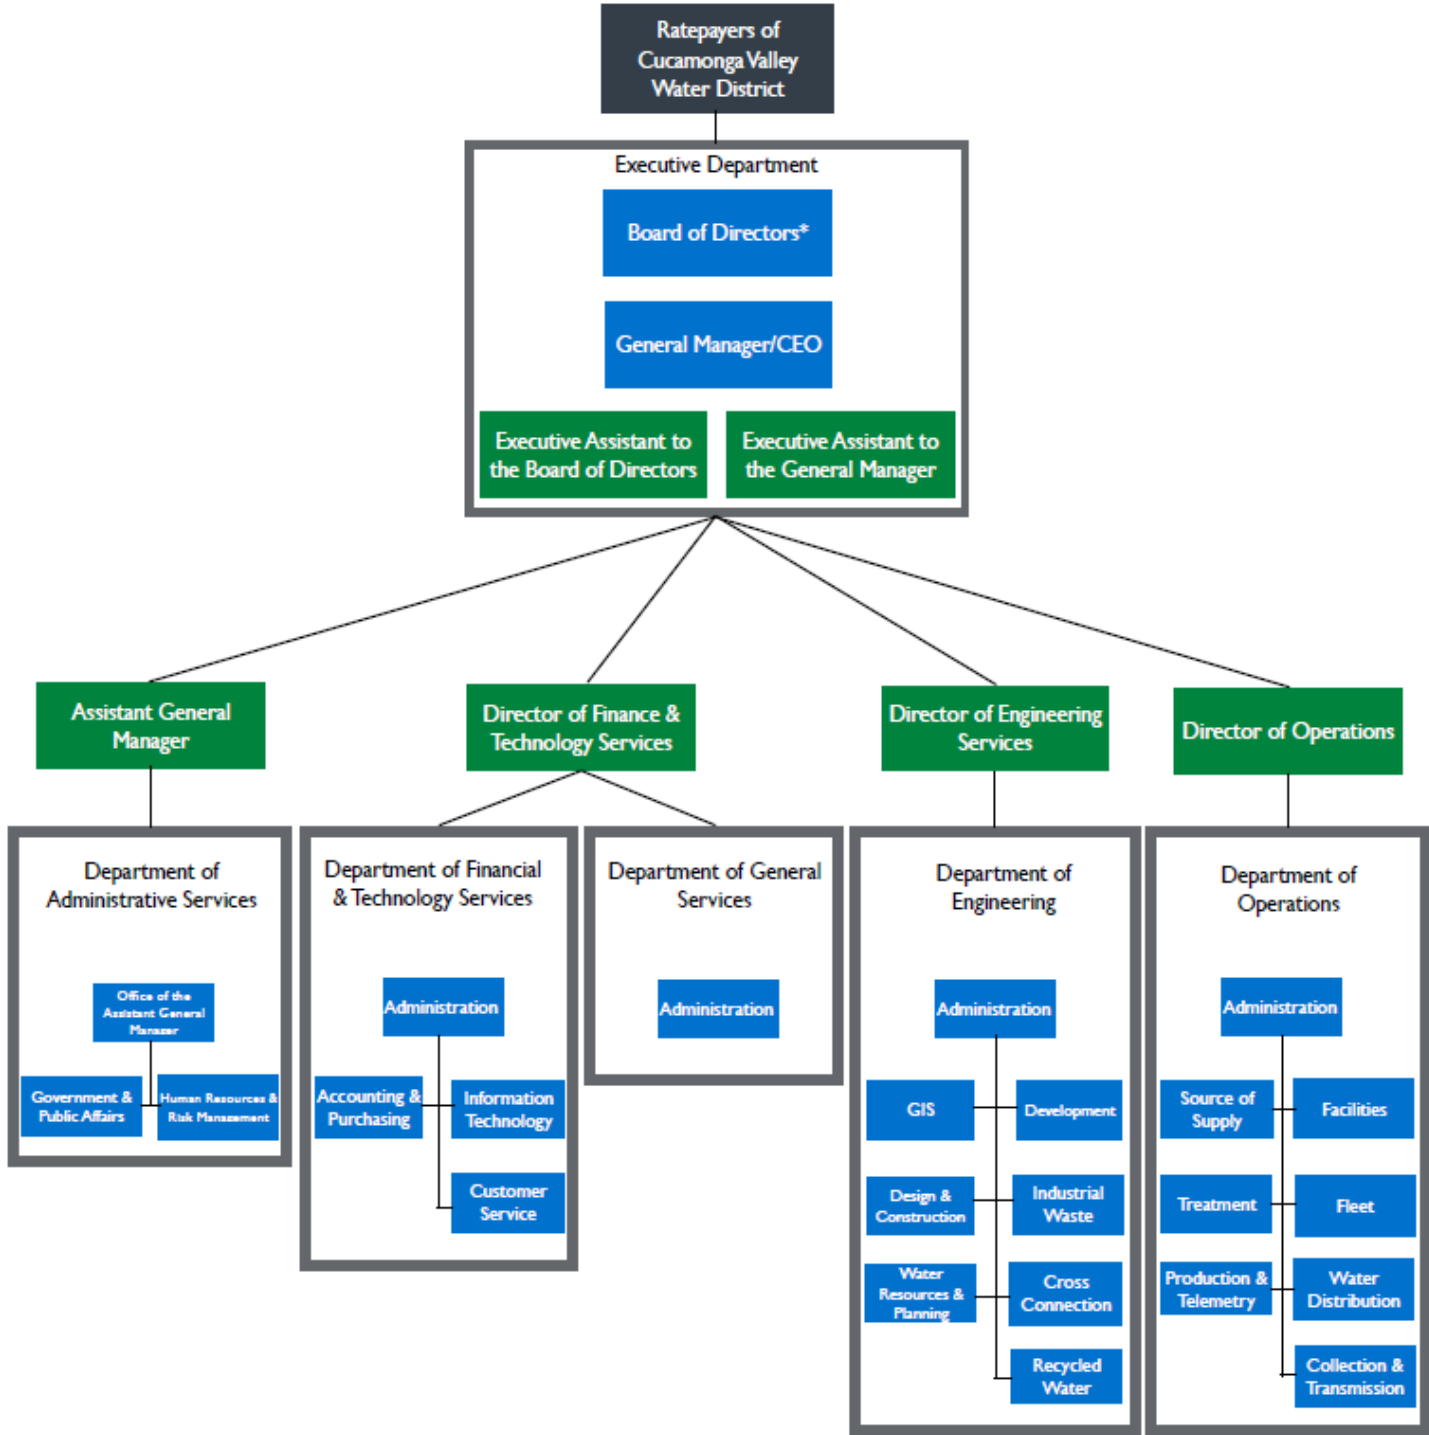 Ratepayers of
Cucamonga Valley
Water District
Executive Department
Board of Directors*
General Manager/CEO
Executive Assistant to
the Board of Directors
Executive Assistant to
the General Manager
Assistant General
Manager
Director of Finance &
Technology Services
Director of Engineering
Services
Director of Operations
Department of
Administrative Services
Office of the
Assistant General
Manager
Government &
Public Affairs
Human Resources &
Risk Management
Department of Financial
& Technology Services
Administration
Accounting &
Purchasing
Information
Technology
Customer
Service
Department of General
Services
Administration
Department of
Engineering
Administration
GIS
Development
Design &
Construction
Industrial
Waste
Water
Resources &
Planning
Cross
Connection
Recycled
Water
Department of
Operations
Administration
Source of
Supply
Facilities
Treatment
Fleet
Production &
Telemetry
Water
Distribution
Collection &
Transmission